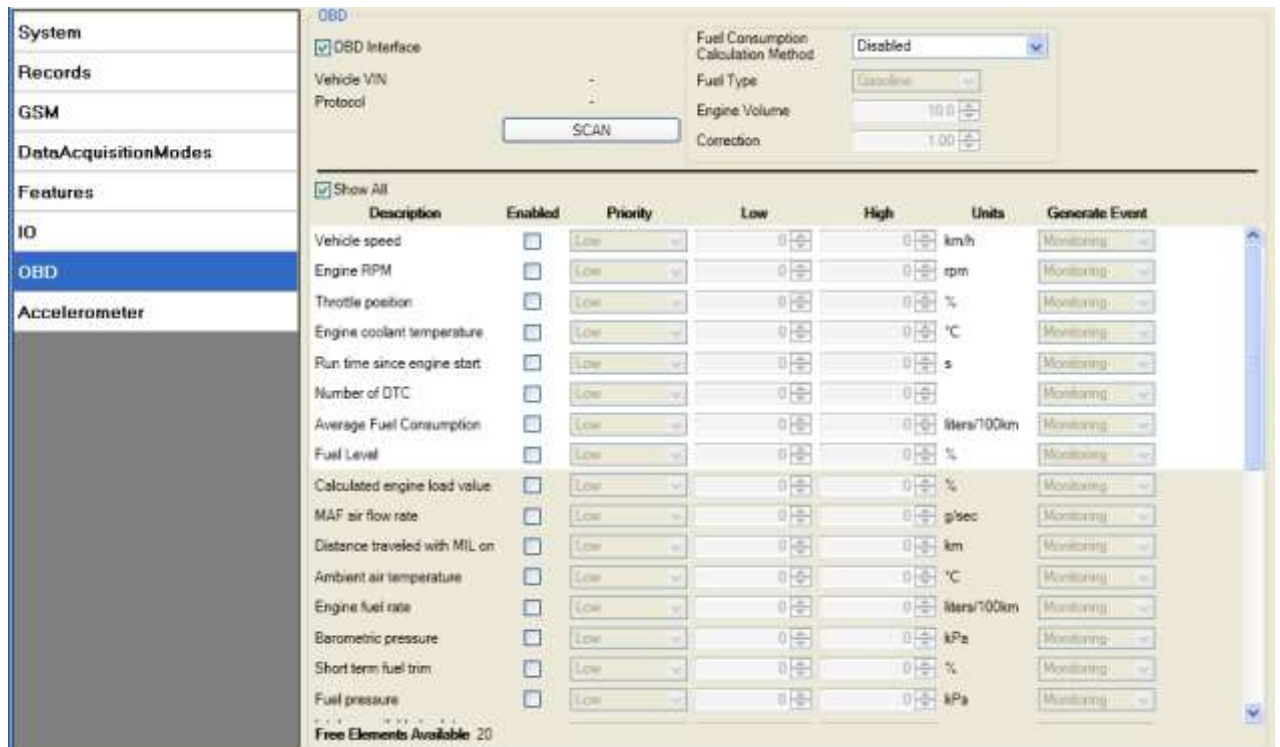 System
Records
GSM
DataAcquisitionModes
Features
IO
OBD
Accelerometer
OBD
OBD Interface
Vehicle VIN -
Protocol -
SCAN
Fuel Consumption
Calculation Method Disabled
Fuel Type Gasoline
Engine Volume 10.0
Correction 1.00
Show All
Description Enabled Priority Low High Units Generate Event
Vehicle speed Low 0 0 km/h Monitoring
Engine RPM Low 0 0 rpm Monitoring
Throttle position Low 0 0 % Monitoring
Engine coolant temperature Low 0 0 °C Monitoring
Run time since engine start Low 0 0 s Monitoring
Number of DTC Low 0 0 Monitoring
Average Fuel Consumption Low 0 0 liters/100km Monitoring
Fuel Level Low 0 0 % Monitoring
Calculated engine load value Low 0 0 % Monitoring
MAF air flow rate Low 0 0 g/sec Monitoring
Distance traveled with MIL on Low 0 0 km Monitoring
Ambient air temperature Low 0 0 °C Monitoring
Engine fuel rate Low 0 0 liters/100km Monitoring
Barometric pressure Low 0 0 kPa Monitoring
Short term fuel trim Low 0 0 % Monitoring
Fuel pressure Low 0 0 kPa Monitoring
Free Elements Available 20